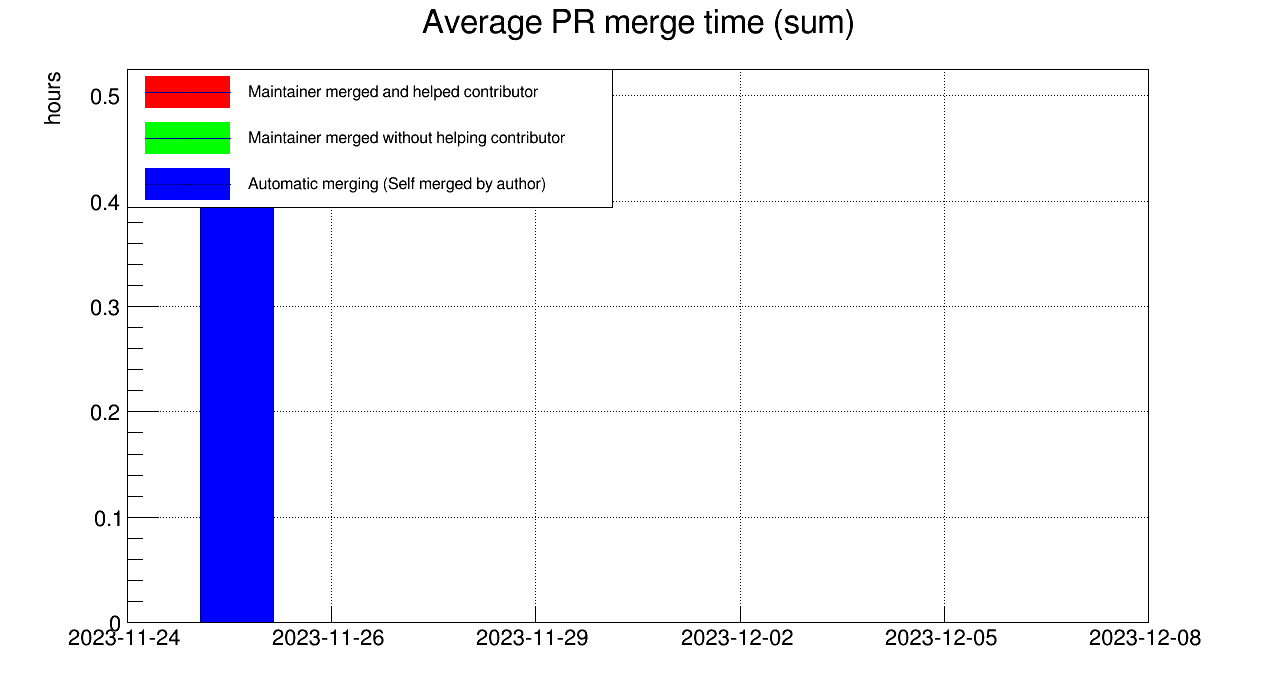 Average PR merge time (sum)
hours
Maintainer merged and helped contributor
Maintainer merged without helping contributor
Automatic merging (Self merged by author)
0.5
0.4
0.3
0.2
0.1
0
2023-11-24
2023-11-26
2023-11-29
2023-12-02
2023-12-05
2023-12-08